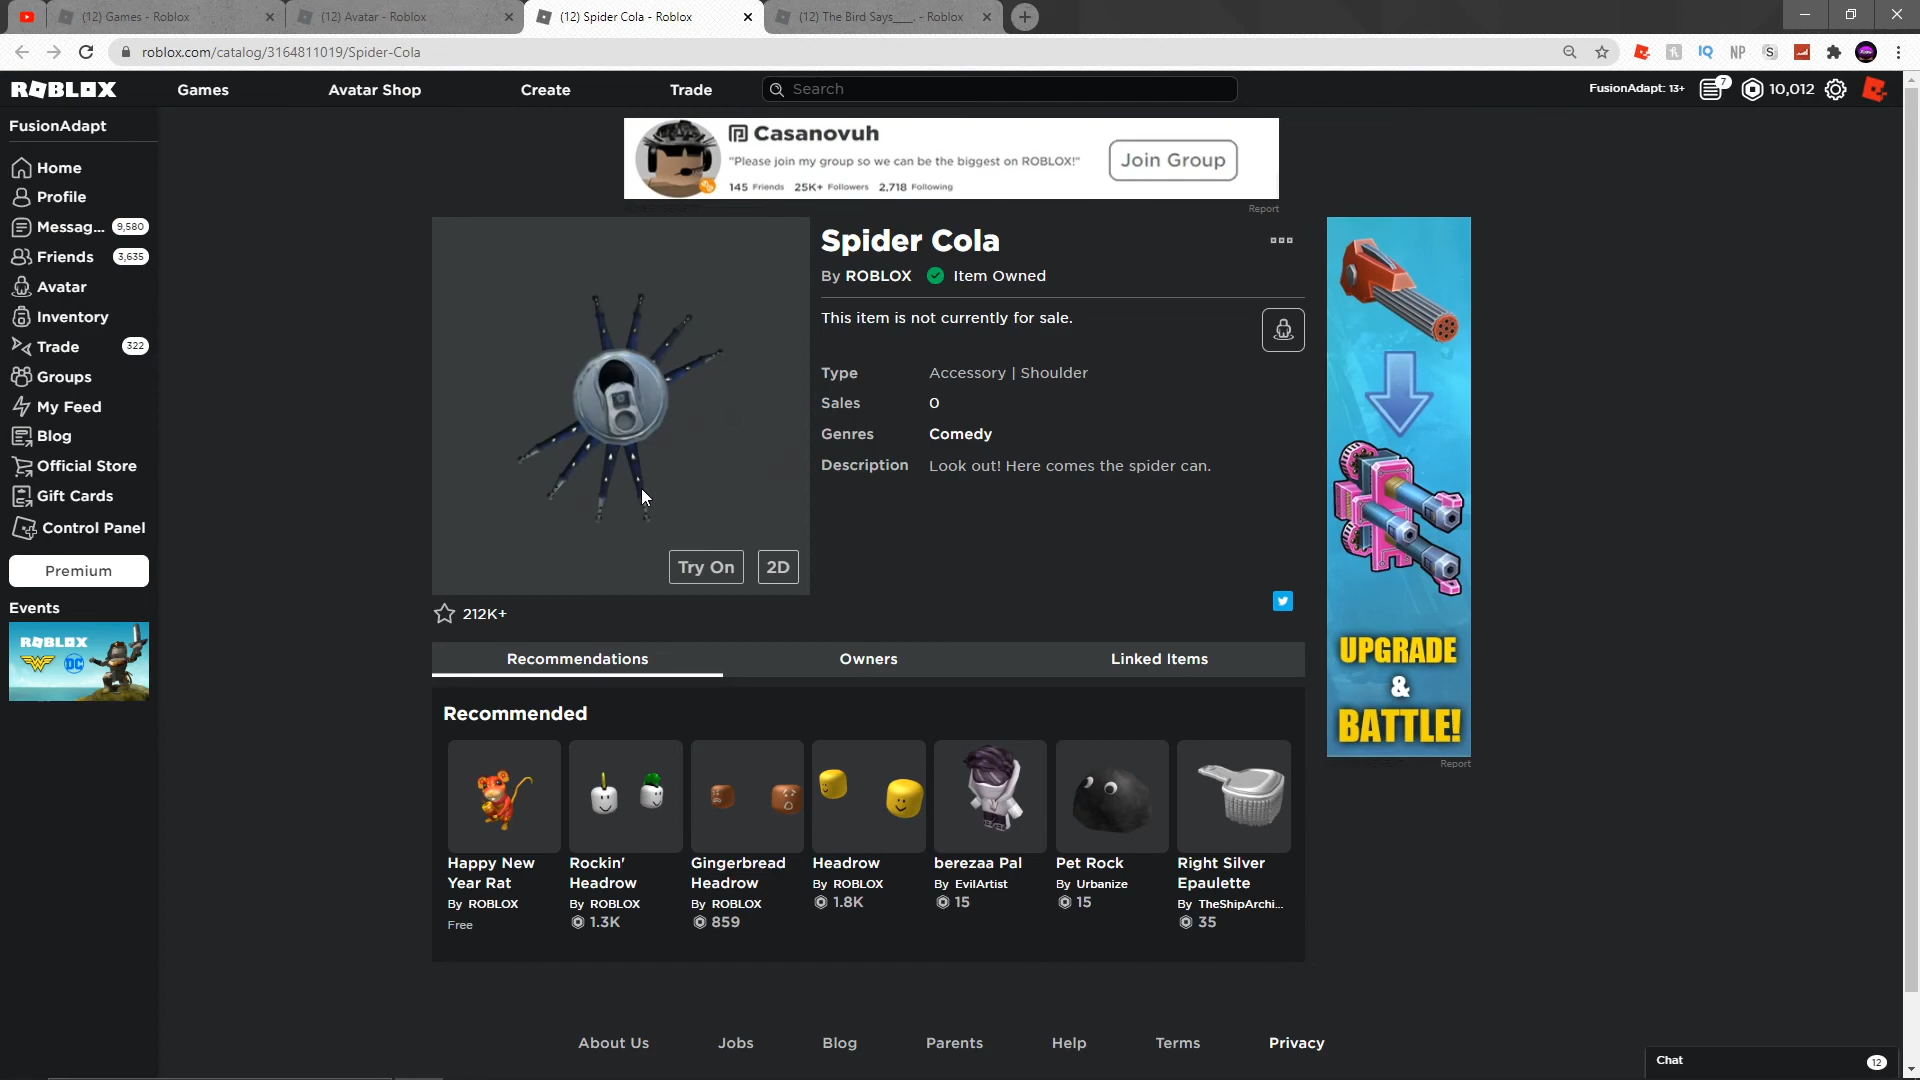 (12) Games - Roblox
(12) Avatar - Roblox
(12) Spider Cola - Roblox
(12) The Bird Says____. - Roblox
roblox.com/catalog/3164811019/Spider-Cola
IQ
NP
S
ROBLOX
Games
Avatar Shop
Create
Trade
Search
FusionAdapt: 13+
7
10,012
FusionAdapt
Home
Profile
Messag... 9,580
Friends 3,635
Avatar
Inventory
Trade 322
Groups
My Feed
Blog
Official Store
Gift Cards
Control Panel
Premium
Events
ROBLOX
DC
Casanovuh
"Please join my group so we can be the biggest on ROBLOX!"
145 Friends 25K+ Followers 2,718 Following
Join Group
Report
Spider Cola
By ROBLOX Item Owned
This item is not currently for sale.
Type Accessory | Shoulder
Sales 0
Genres Comedy
Description Look out! Here comes the spider can.
Try On
2D
212K+
UPGRADE
&
BATTLE!
Report
Recommendations
Owners
Linked Items
Recommended
Happy New
Year Rat
By ROBLOX
Free
Rockin'
Headrow
By ROBLOX
1.3K
Gingerbread
Headrow
By ROBLOX
859
Headrow
By ROBLOX
1.8K
berezaa Pal
By EvilArtist
15
Pet Rock
By Urbanize
15
Right Silver
Epaulette
By TheShipArchi...
35
About Us
Jobs
Blog
Parents
Help
Terms
Privacy
Chat
12